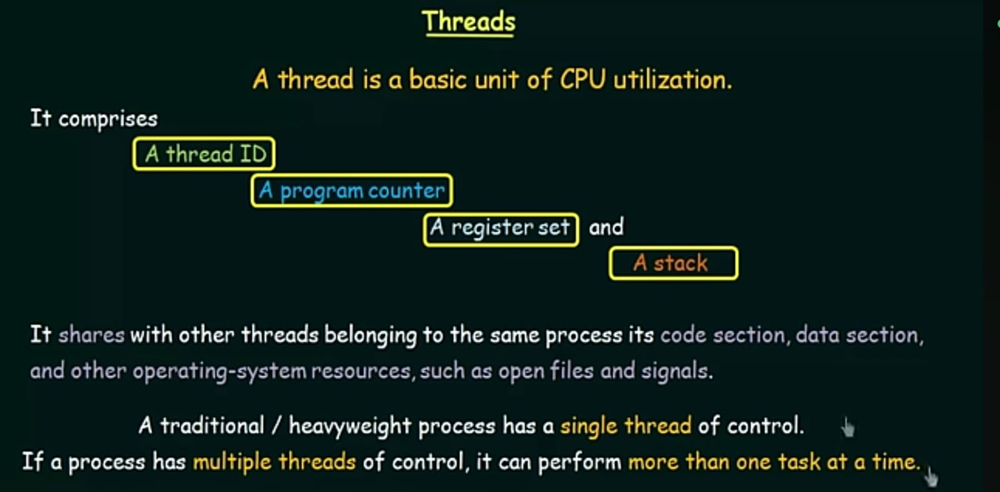 Threads
A thread is a basic unit of CPU utilization.
It comprises
A thread ID
A program counter
A register set and
A stack
It shares with other threads belonging to the same process its code section, data section,
and other operating-system resources, such as open files and signals.
A traditional / heavyweight process has a single thread of control.
If a process has multiple threads of control, it can perform more than one task at a time.